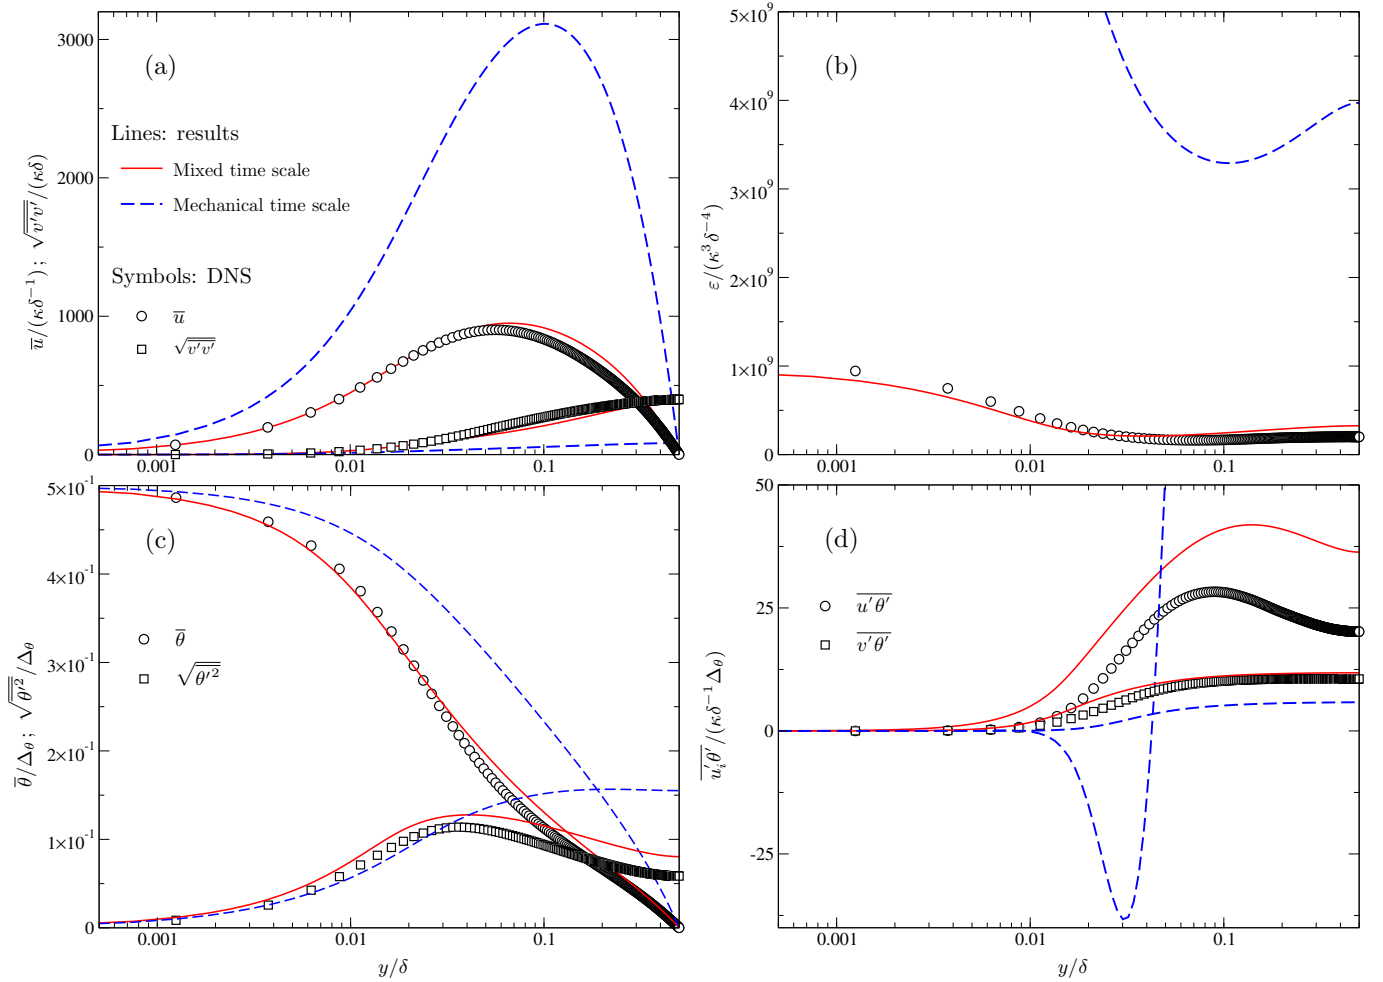 3000
2000
1000
0
0.001
0.01
0.1
(a)
Lines: results
Mixed time scale
Mechanical time scale
Symbols: DNS
u̅
√(v′v′)̅
u̅/(κδ⁻¹) ; √(v′v′)̅/(κδ)
5×10⁹
4×10⁹
3×10⁹
2×10⁹
1×10⁹
0
0.001
0.01
0.1
(b)
ε/(κ³δ⁻⁴)
5×10⁻¹
4×10⁻¹
3×10⁻¹
2×10⁻¹
1×10⁻¹
0
0.001
0.01
0.1
(c)
θ̅
√(θ′²)̅
θ̅/Δθ ; √(θ′²)̅/Δθ
y/δ
50
25
0
-25
0.001
0.01
0.1
(d)
u′θ′
v′θ′
u′ᵢθ′/(κδ⁻¹Δθ)
y/δ